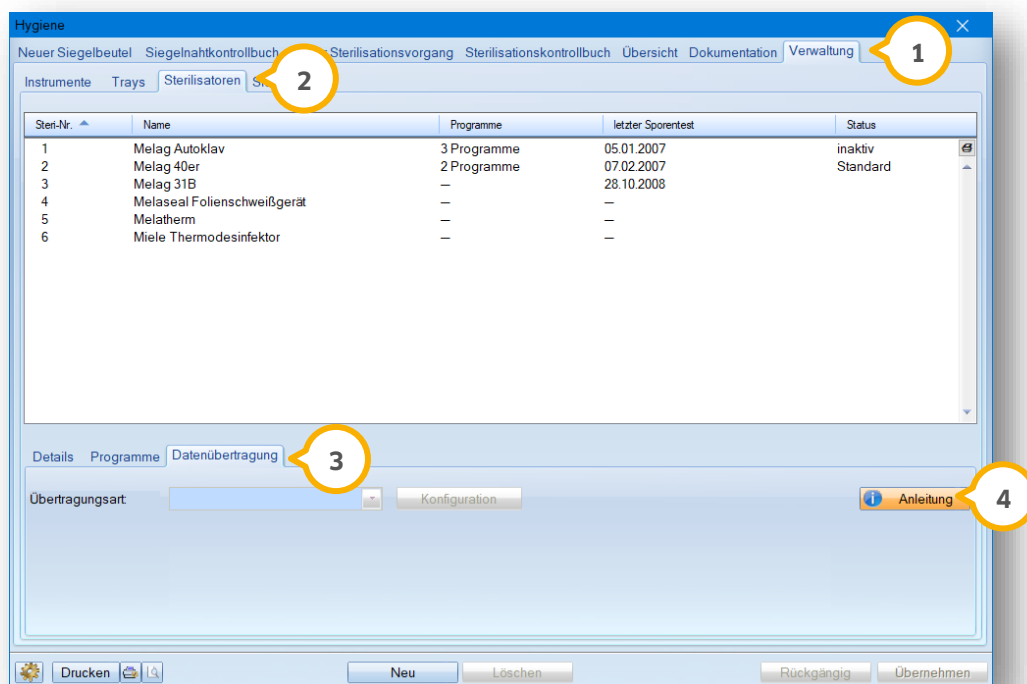 Hygiene
Neuer Siegelbeutel Siegelnahtkontrollbuch Sterilisationsvorgang Sterilisationskontrollbuch Übersicht Dokumentation Verwaltung 1
Instrumente Trays Sterilisatoren 2
Steri-Nr. Name Programme letzter Sporentest Status
1 Melag Autoklav 3 Programme 05.01.2007 inaktiv
2 Melag 40er 2 Programme 07.02.2007 Standard
3 Melag 31B – 28.10.2008
4 Melaseal Folienschweißgerät – –
5 Melatherm – –
6 Miele Thermodesinfektor – –
Details Programme Datenübertragung 3
Übertragungsart: Konfiguration Anleitung 4
Drucken Neu Löschen Rückgängig Übernehmen